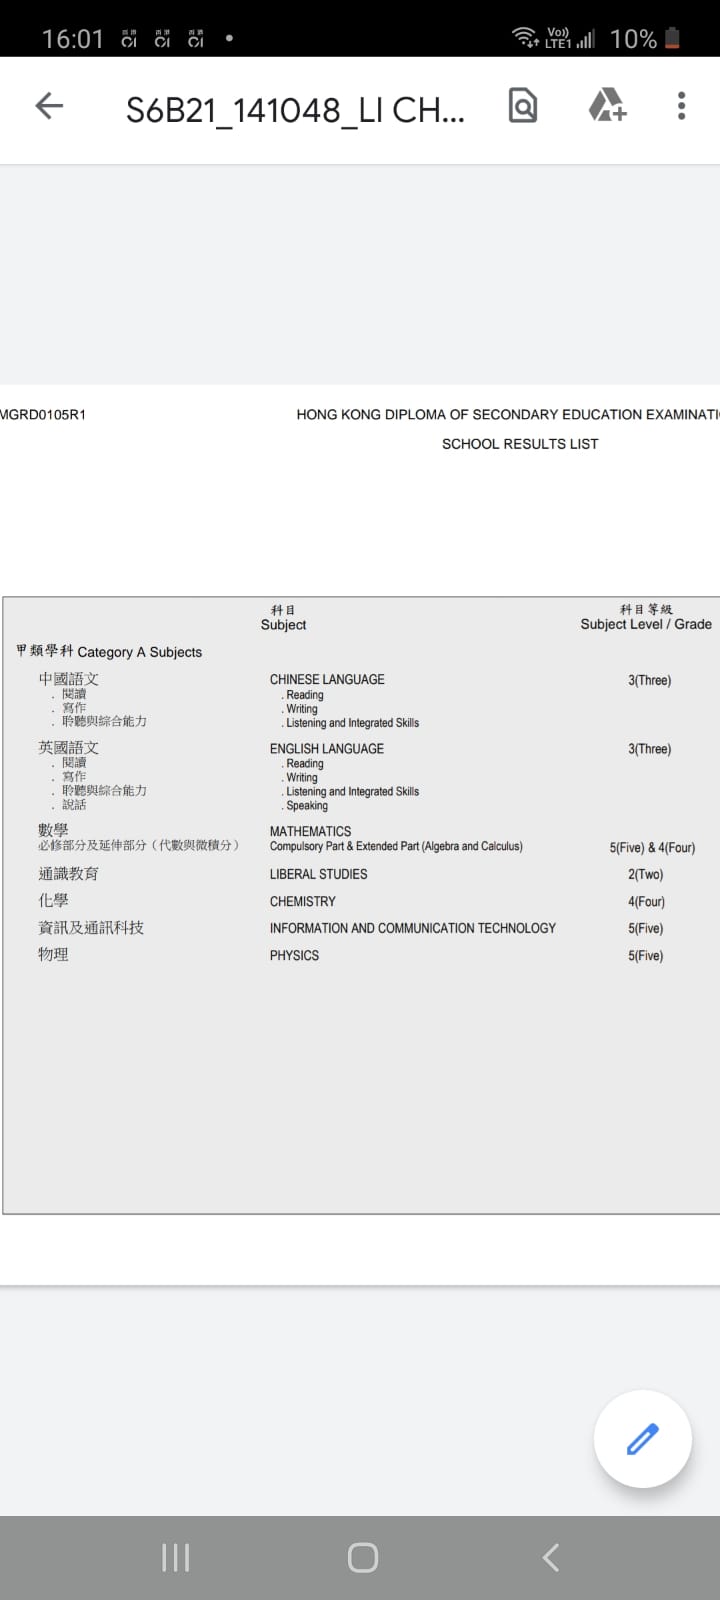 16:01
Vo)) LTE1 10%
S6B21_141048_LI CH...
MGRD0105R1 HONG KONG DIPLOMA OF SECONDARY EDUCATION EXAMINATI
SCHOOL RESULTS LIST
科目 科目等級
Subject Subject Level / Grade
甲類學科 Category A Subjects
中國語文 CHINESE LANGUAGE 3(Three)
. 閱讀 . Reading
. 寫作 . Writing
. 聆聽與綜合能力 . Listening and Integrated Skills
英國語文 ENGLISH LANGUAGE 3(Three)
. 閱讀 . Reading
. 寫作 . Writing
. 聆聽與綜合能力 . Listening and Integrated Skills
. 說話 . Speaking
數學 MATHEMATICS
必修部分及延伸部分（代數與微積分） Compulsory Part & Extended Part (Algebra and Calculus) 5(Five) & 4(Four)
通識教育 LIBERAL STUDIES 2(Two)
化學 CHEMISTRY 4(Four)
資訊及通訊科技 INFORMATION AND COMMUNICATION TECHNOLOGY 5(Five)
物理 PHYSICS 5(Five)